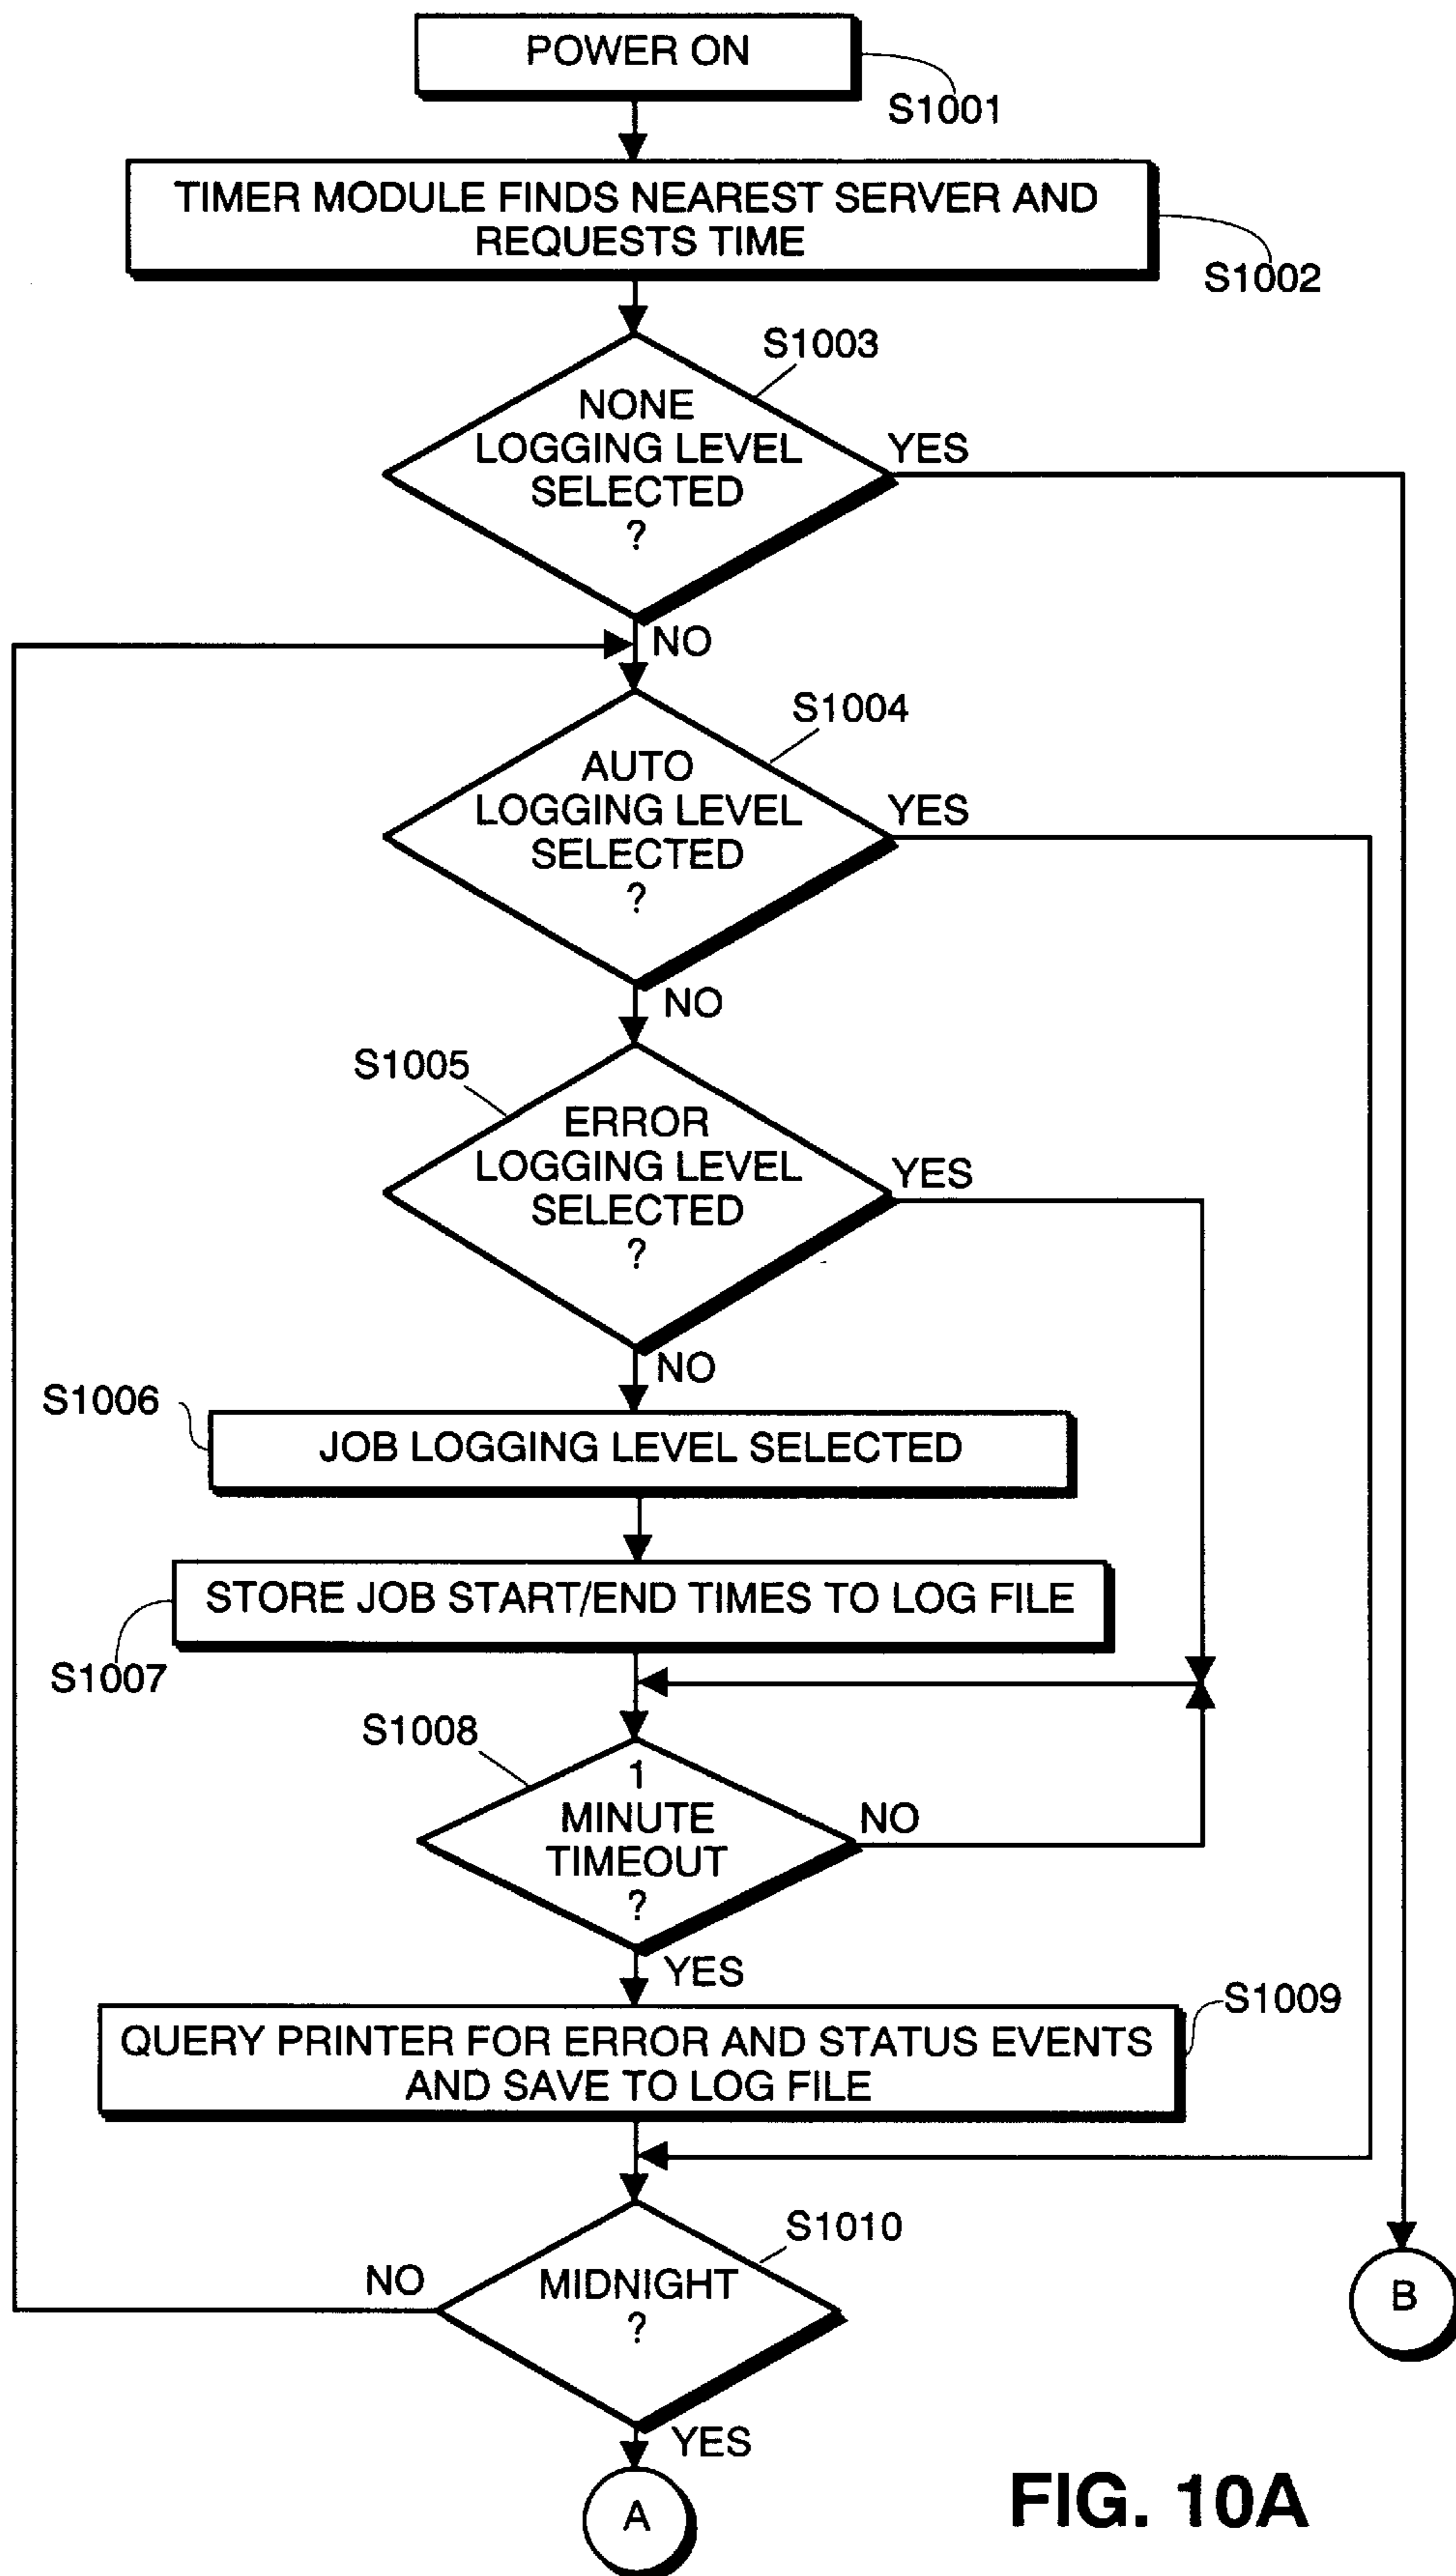 POWER ON
S1001
TIMER MODULE FINDS NEAREST SERVER AND
REQUESTS TIME
S1002
S1003
NONE
LOGGING LEVEL
SELECTED
?
YES
NO
S1004
AUTO
LOGGING LEVEL
SELECTED
?
YES
NO
S1005
ERROR
LOGGING LEVEL
SELECTED
?
YES
NO
S1006
JOB LOGGING LEVEL SELECTED
STORE JOB START/END TIMES TO LOG FILE
S1007
S1008
1
MINUTE
TIMEOUT
?
NO
YES
S1009
QUERY PRINTER FOR ERROR AND STATUS EVENTS
AND SAVE TO LOG FILE
S1010
NO
MIDNIGHT
?
B
YES
A
FIG. 10A